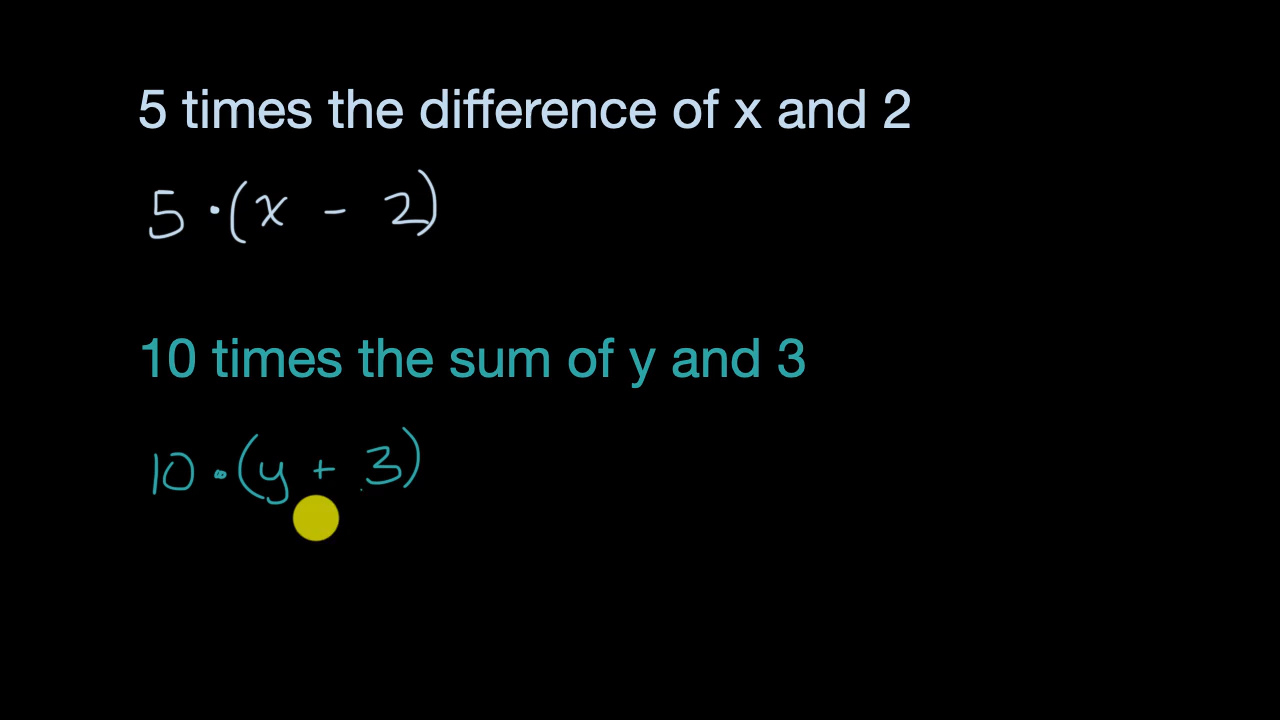 5 times the difference of x and 2
5 · (x - 2)
10 times the sum of y and 3
10 · (y + 3)